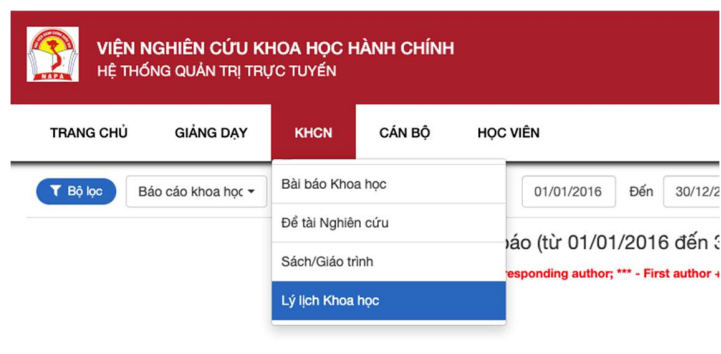 VIỆN NGHIÊN CỨU KHOA HỌC HÀNH CHÍNH
HỆ THỐNG QUẢN TRỊ TRỰC TUYẾN
NAPA
TRANG CHỦ GIẢNG DẠY KHCN CÁN BỘ HỌC VIÊN
Bộ lọc Báo cáo khoa học 01/01/2016 Đến 30/12/2
Bài báo Khoa học
Để tài Nghiên cứu
Sách/Giáo trình
Lý lịch Khoa học
báo (từ 01/01/2016 đến 3
responding author; *** - First author +